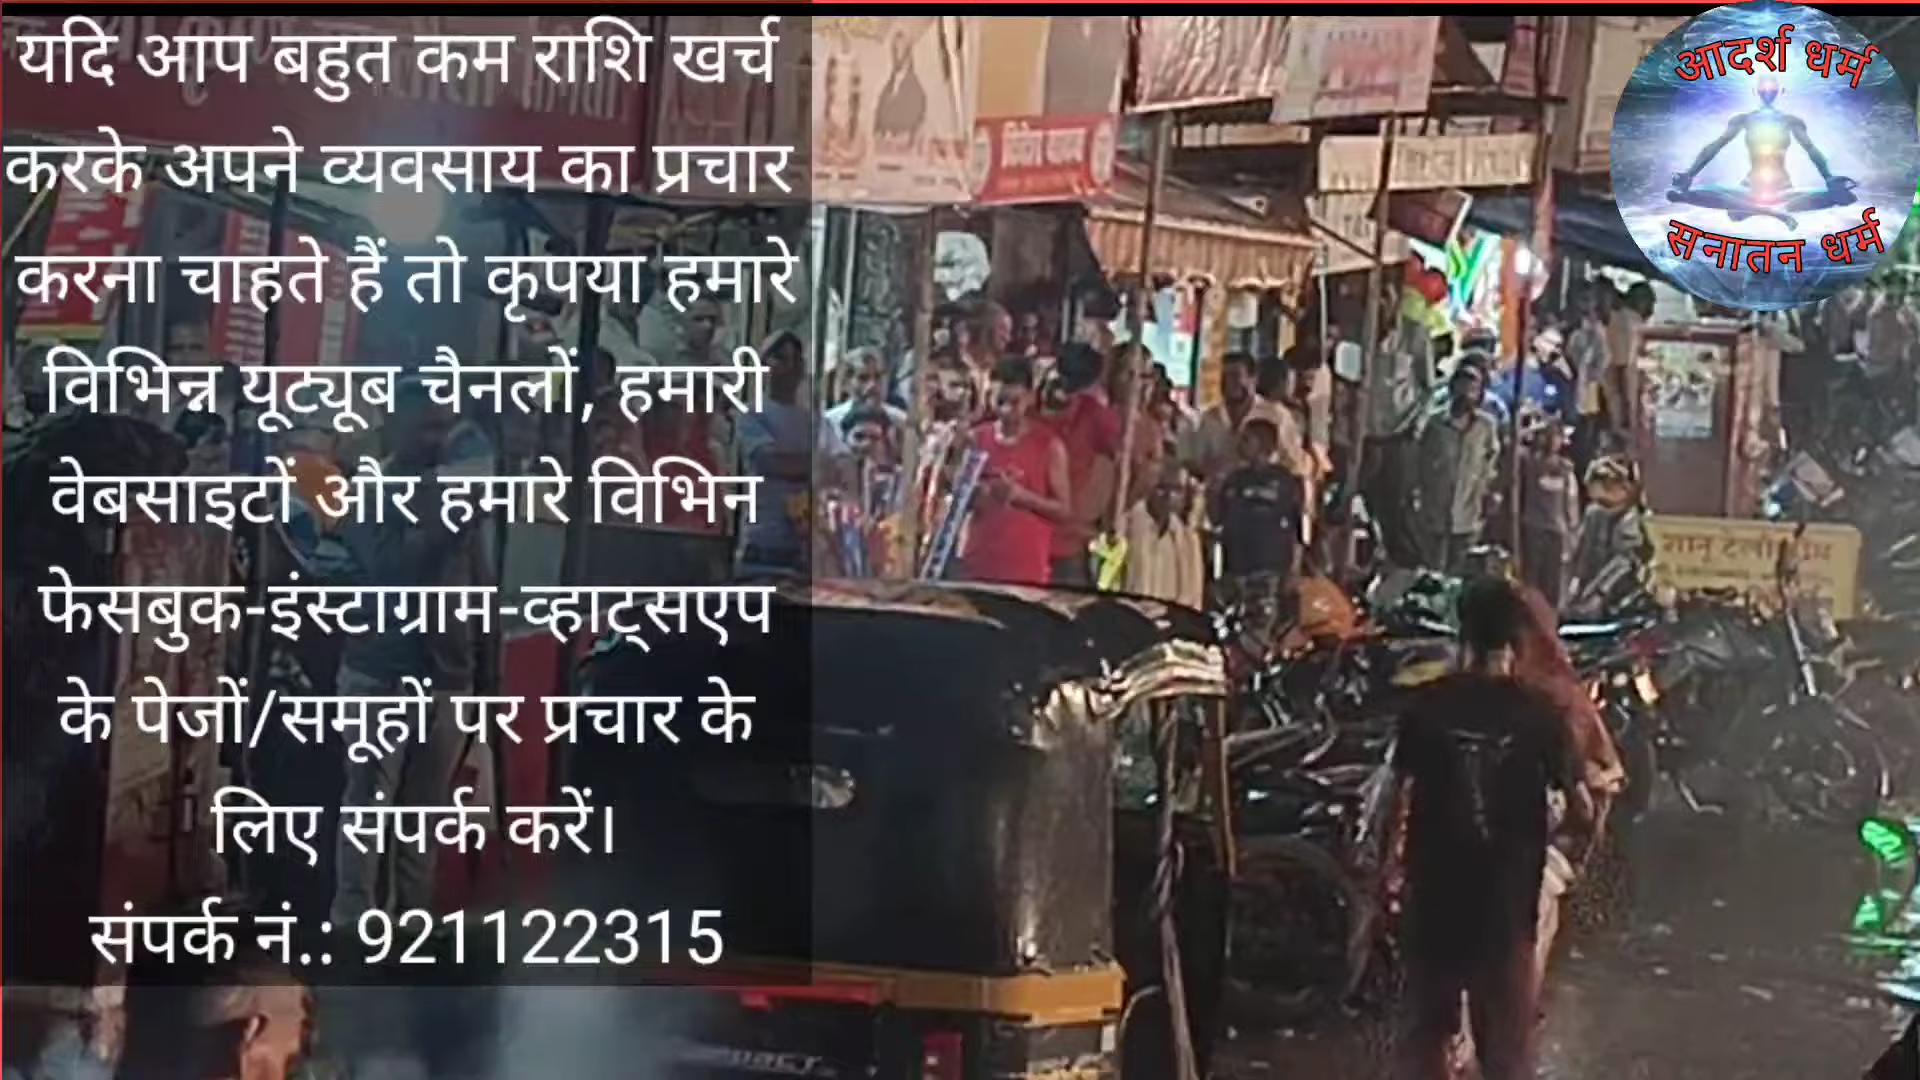 यदि आप बहुत कम राशि खर्च
करके अपने व्यवसाय का प्रचार
करना चाहते हैं तो कृपया हमारे
विभिन्न यूट्यूब चैनलों, हमारी
वेबसाइटों और हमारे विभिन
फेसबुक-इंस्टाग्राम-व्हाट्सएप
के पेजों/समूहों पर प्रचार के
लिए संपर्क करें।
संपर्क नं.: 921122315
आदर्श धर्म
सनातन धर्म